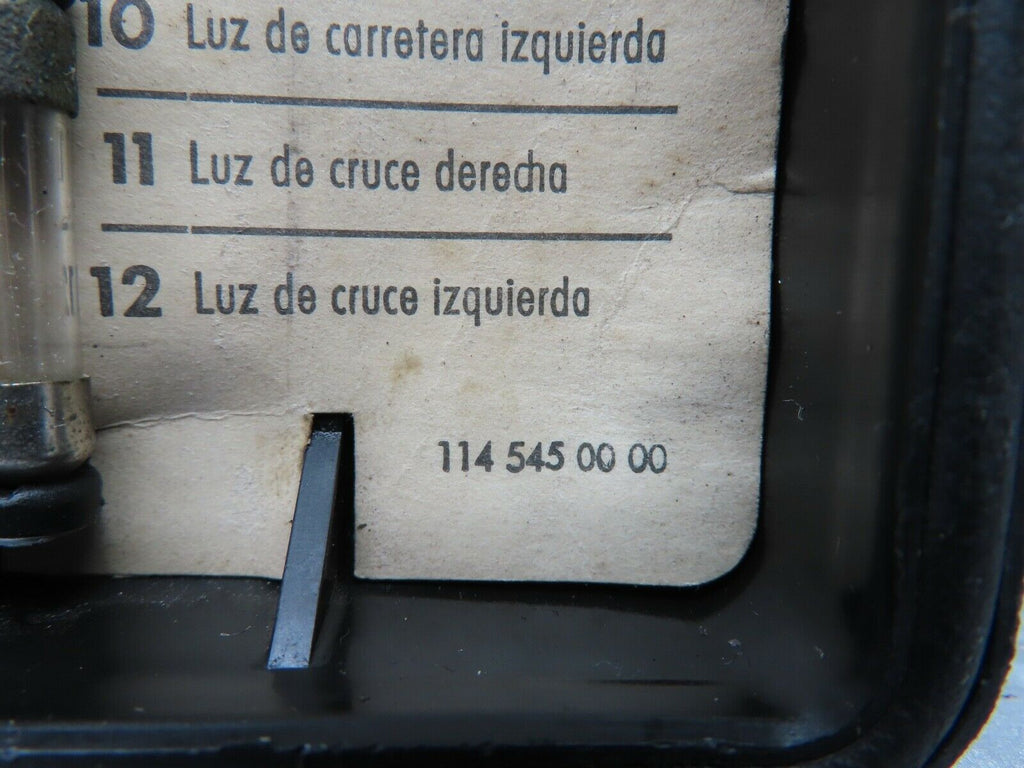 10 Luz de carretera izquierda
11 Luz de cruce derecha
12 Luz de cruce izquierda
114 545 00 00